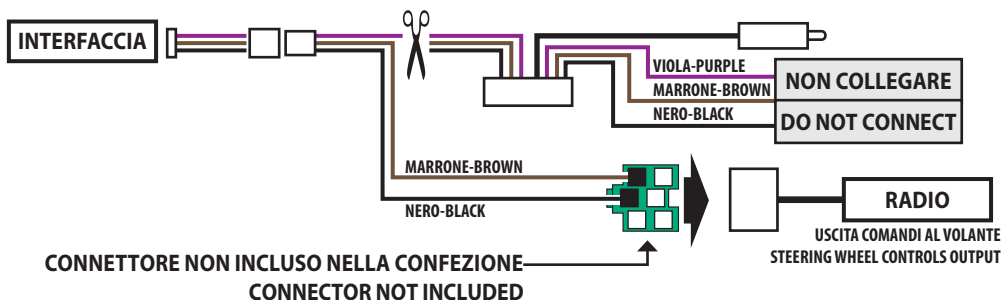 INTERFACCIA
VIOLA-PURPLE
MARRONE-BROWN
NERO-BLACK
NON COLLEGARE
DO NOT CONNECT
MARRONE-BROWN
NERO-BLACK
RADIO
USCITA COMANDI AL VOLANTE
STEERING WHEEL CONTROLS OUTPUT
CONNETTORE NON INCLUSO NELLA CONFEZIONE
CONNECTOR NOT INCLUDED